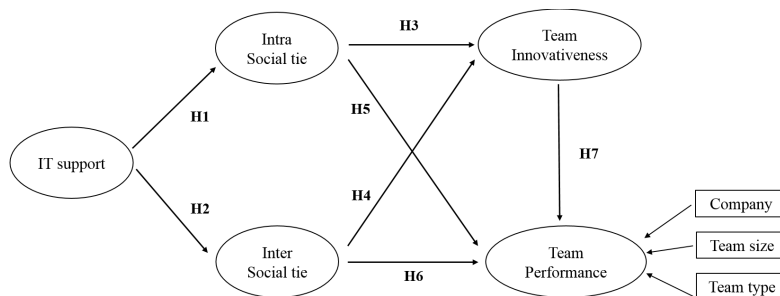 H3
Intra
Social tie
Team
Innovativeness
H1
H5
IT support
H7
H2
H4
Company
Inter
Social tie
H6
Team
Performance
Team size
Team type